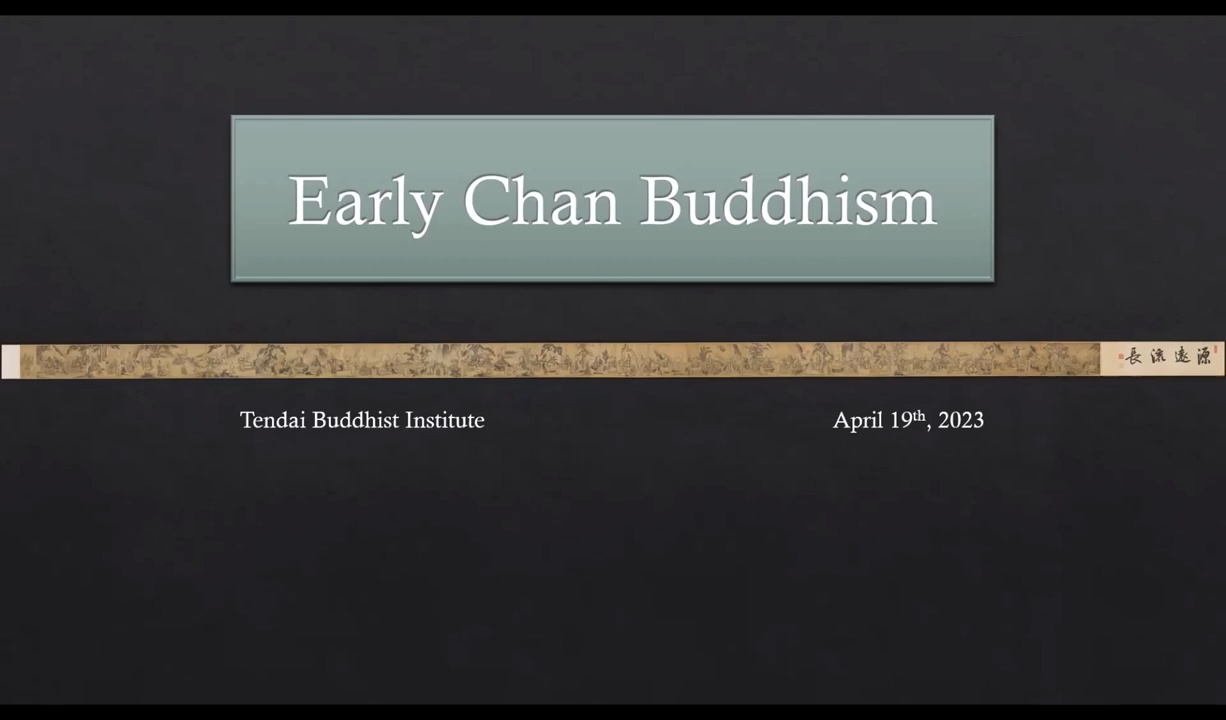 Early Chan Buddhism
源遠流長
Tendai Buddhist Institute
April 19th, 2023